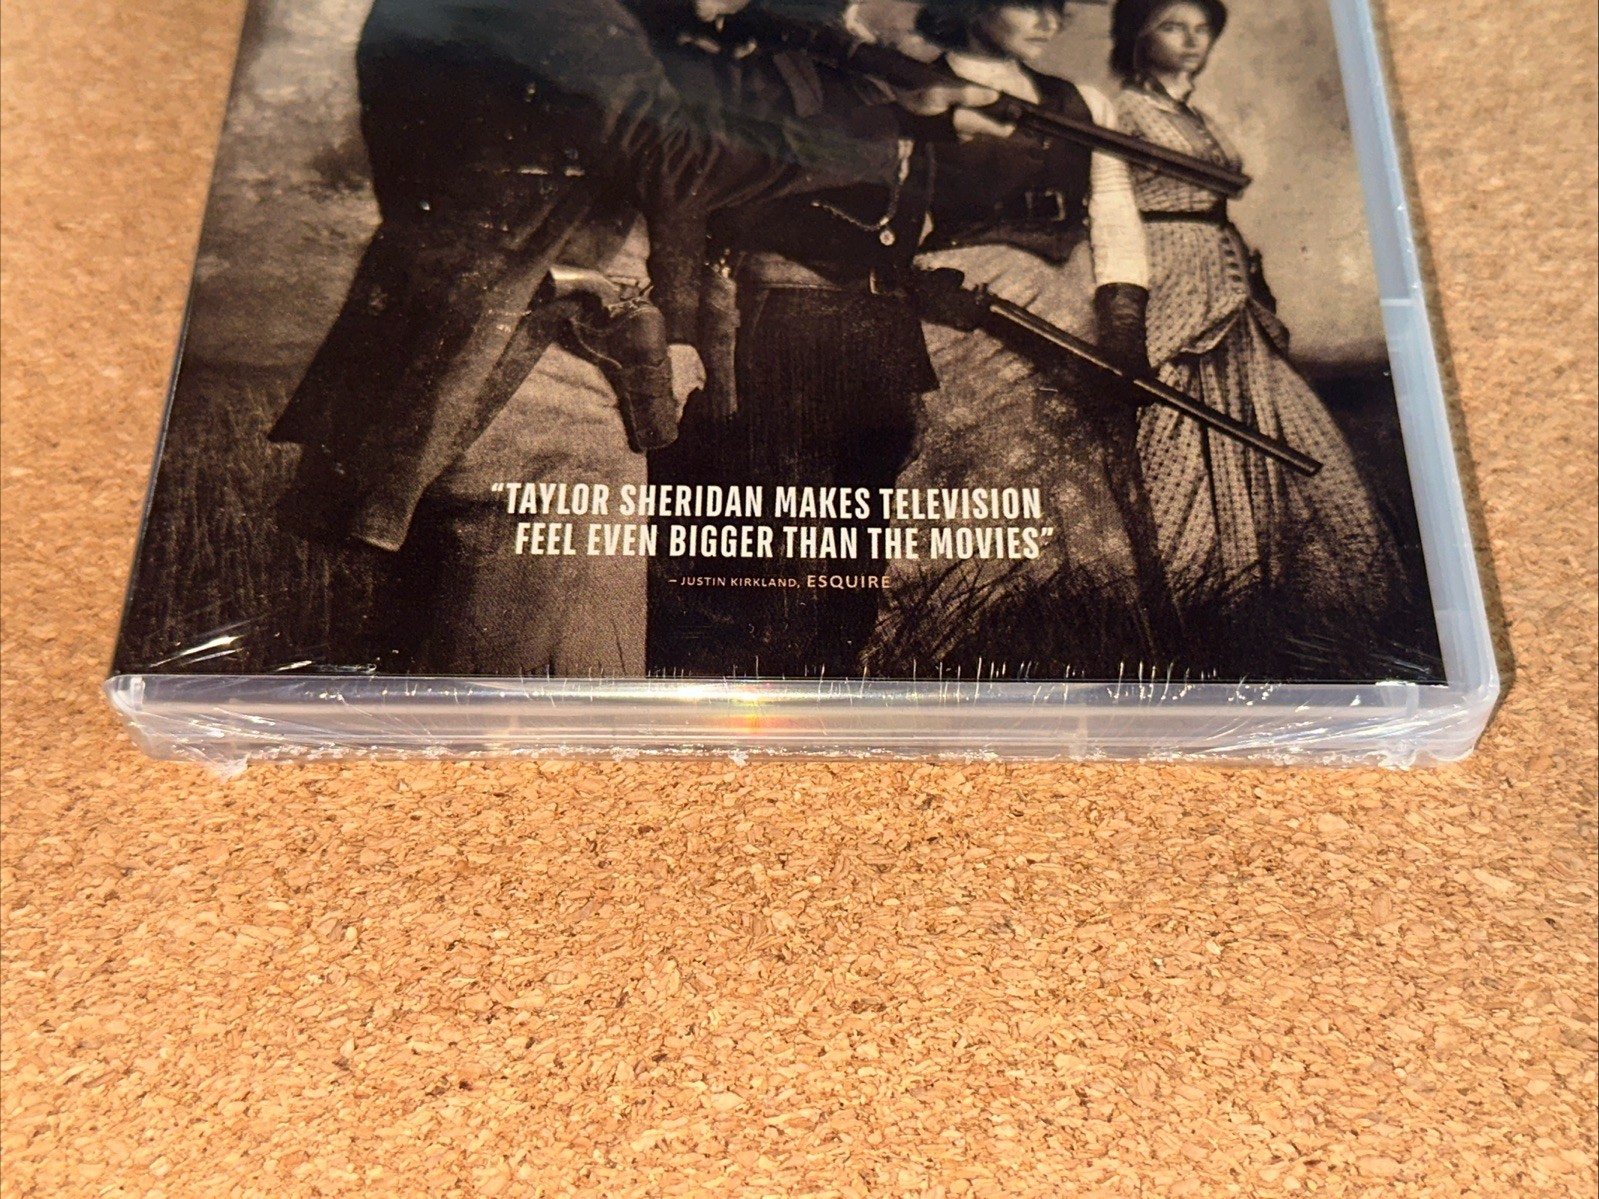 “TAYLOR SHERIDAN MAKES TELEVISION
FEEL EVEN BIGGER THAN THE MOVIES”
– JUSTIN KIRKLAND, ESQUIRE